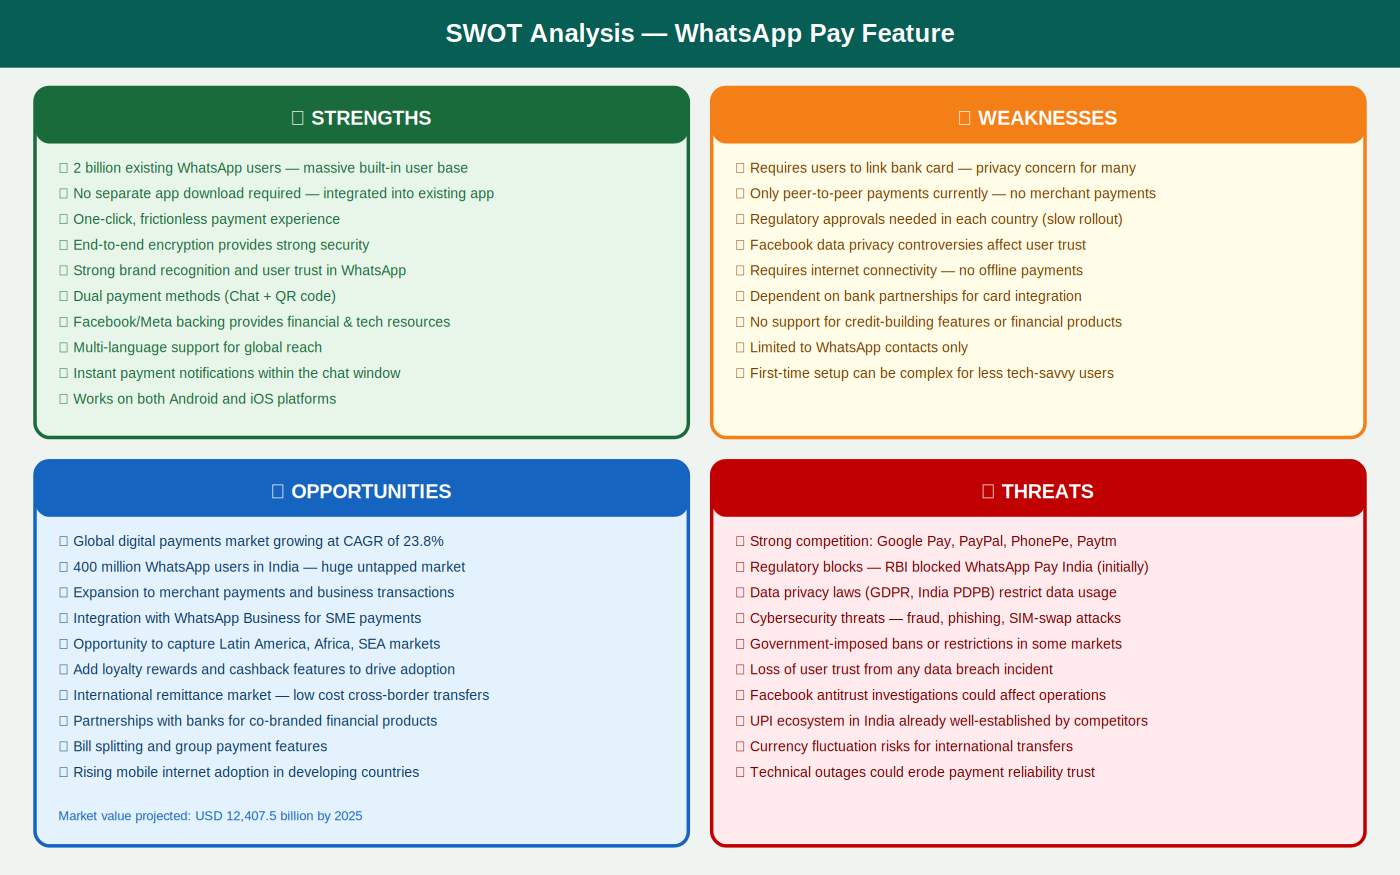 SWOT Analysis — WhatsApp Pay Feature
STRENGTHS
2 billion existing WhatsApp users — massive built-in user base
No separate app download required — integrated into existing app
One-click, frictionless payment experience
End-to-end encryption provides strong security
Strong brand recognition and user trust in WhatsApp
Dual payment methods (Chat + QR code)
Facebook/Meta backing provides financial & tech resources
Multi-language support for global reach
Instant payment notifications within the chat window
Works on both Android and iOS platforms
WEAKNESSES
Requires users to link bank card — privacy concern for many
Only peer-to-peer payments currently — no merchant payments
Regulatory approvals needed in each country (slow rollout)
Facebook data privacy controversies affect user trust
Requires internet connectivity — no offline payments
Dependent on bank partnerships for card integration
No support for credit-building features or financial products
Limited to WhatsApp contacts only
First-time setup can be complex for less tech-savvy users
OPPORTUNITIES
Global digital payments market growing at CAGR of 23.8%
400 million WhatsApp users in India — huge untapped market
Expansion to merchant payments and business transactions
Integration with WhatsApp Business for SME payments
Opportunity to capture Latin America, Africa, SEA markets
Add loyalty rewards and cashback features to drive adoption
International remittance market — low cost cross-border transfers
Partnerships with banks for co-branded financial products
Bill splitting and group payment features
Rising mobile internet adoption in developing countries
Market value projected: USD 12,407.5 billion by 2025
THREATS
Strong competition: Google Pay, PayPal, PhonePe, Paytm
Regulatory blocks — RBI blocked WhatsApp Pay India (initially)
Data privacy laws (GDPR, India PDPB) restrict data usage
Cybersecurity threats — fraud, phishing, SIM-swap attacks
Government-imposed bans or restrictions in some markets
Loss of user trust from any data breach incident
Facebook antitrust investigations could affect operations
UPI ecosystem in India already well-established by competitors
Currency fluctuation risks for international transfers
Technical outages could erode payment reliability trust